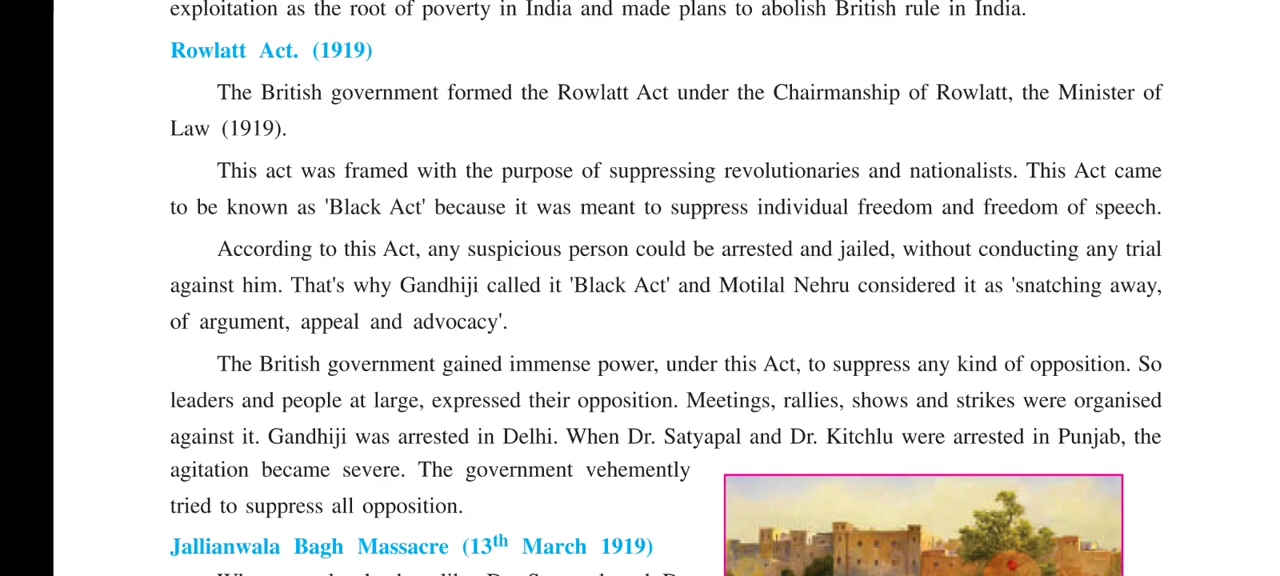 exploitation as the root of poverty in India and made plans to abolish British rule in India.
Rowlatt Act. (1919)
The British government formed the Rowlatt Act under the Chairmanship of Rowlatt, the Minister of
Law (1919).
This act was framed with the purpose of suppressing revolutionaries and nationalists. This Act came
to be known as 'Black Act' because it was meant to suppress individual freedom and freedom of speech.
According to this Act, any suspicious person could be arrested and jailed, without conducting any trial
against him. That's why Gandhiji called it 'Black Act' and Motilal Nehru considered it as 'snatching away,
of argument, appeal and advocacy'.
The British government gained immense power, under this Act, to suppress any kind of opposition. So
leaders and people at large, expressed their opposition. Meetings, rallies, shows and strikes were organised
against it. Gandhiji was arrested in Delhi. When Dr. Satyapal and Dr. Kitchlu were arrested in Punjab, the
agitation became severe. The government vehemently
tried to suppress all opposition.
Jallianwala Bagh Massacre (13th March 1919)